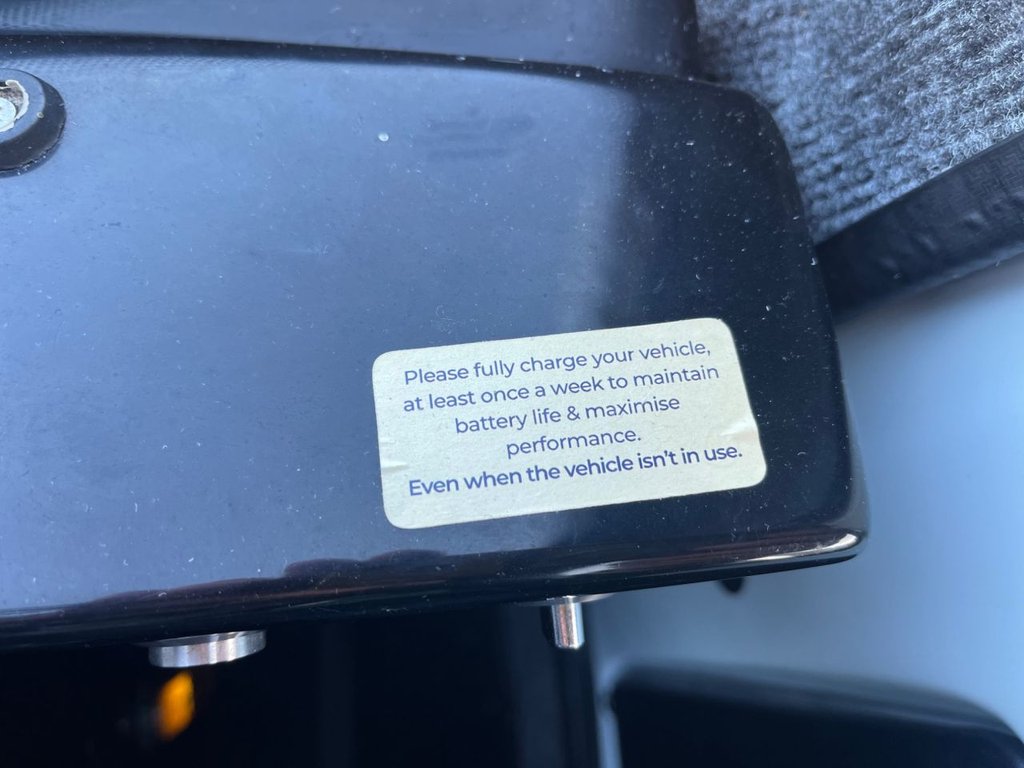 Please fully charge your vehicle,
at least once a week to maintain
battery life & maximise
performance.
Even when the vehicle isn't in use.